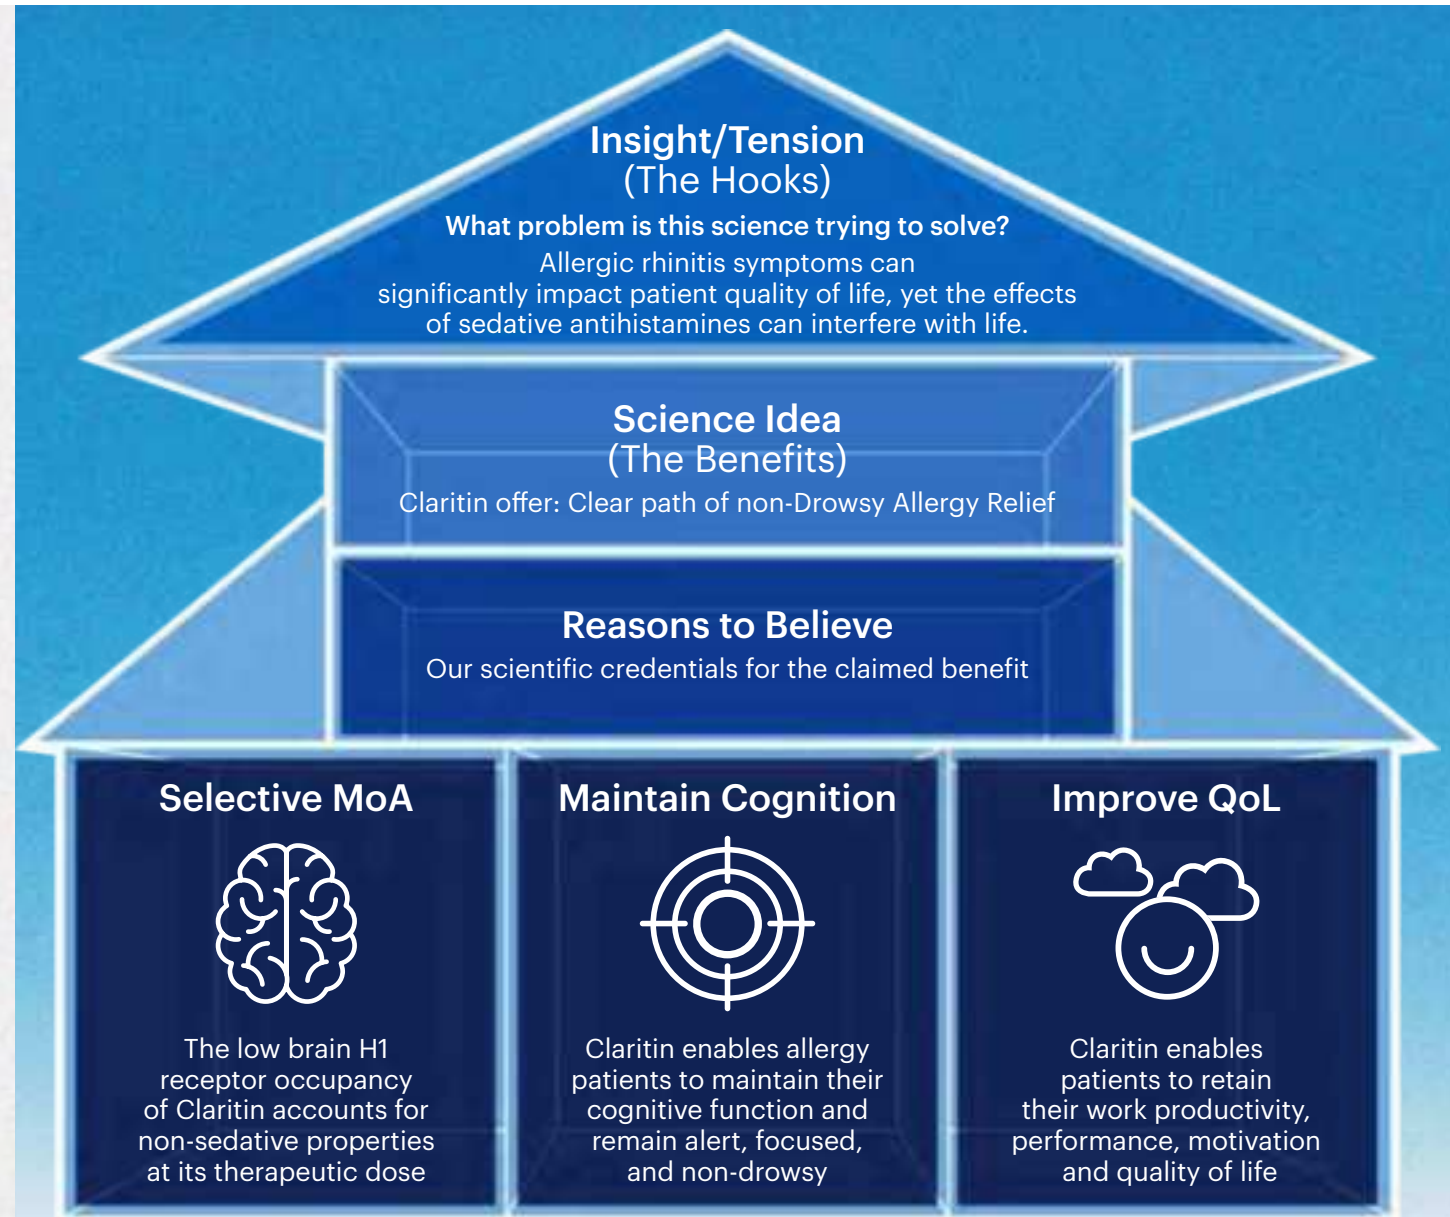 Insight/Tension
(The Hooks)
What problem is this science trying to solve?
Allergic rhinitis symptoms can
significantly impact patient quality of life, yet the effects
of sedative antihistamines can interfere with life.
Science Idea
(The Benefits)
Claritin offer: Clear path of non-Drowsy Allergy Relief
Reasons to Believe
Our scientific credentials for the claimed benefit
Selective MoA
The low brain H1
receptor occupancy
of Claritin accounts for
non-sedative properties
at its therapeutic dose
Maintain Cognition
Claritin enables allergy
patients to maintain their
cognitive function and
remain alert, focused,
and non-drowsy
Improve QoL
Claritin enables
patients to retain
their work productivity,
performance, motivation
and quality of life